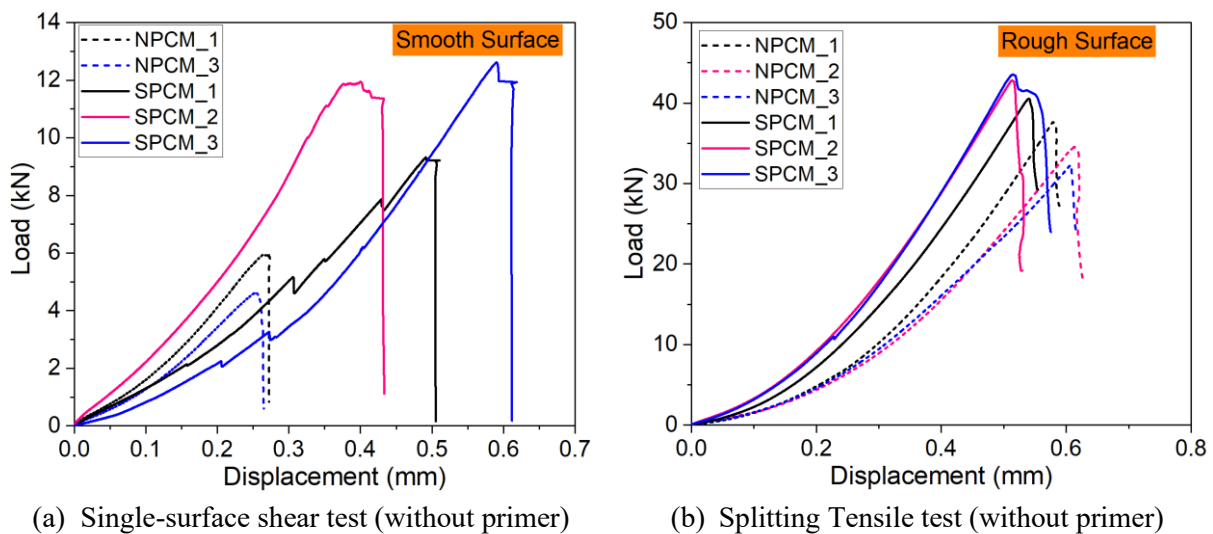 Smooth Surface
NPCM_1
NPCM_3
SPCM_1
SPCM_2
SPCM_3
14
12
10
8
6
4
2
0
Load (kN)
0.0 0.1 0.2 0.3 0.4 0.5 0.6 0.7
Displacement (mm)
(a) Single-surface shear test (without primer)
Rough Surface
NPCM_1
NPCM_2
NPCM_3
SPCM_1
SPCM_2
SPCM_3
50
40
30
20
10
0
Load (kN)
0.0 0.2 0.4 0.6 0.8
Displacement (mm)
(b) Splitting Tensile test (without primer)